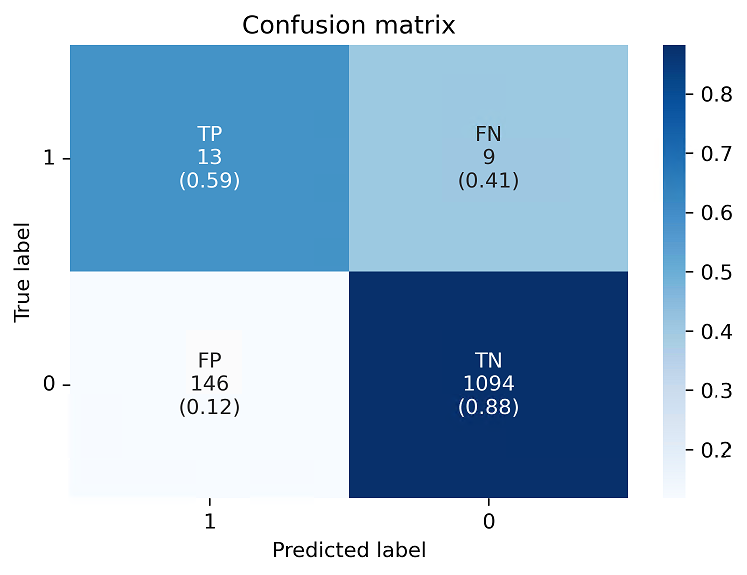 Confusion matrix
True label
1
0
TP
13
(0.59)
FN
9
(0.41)
FP
146
(0.12)
TN
1094
(0.88)
1
0
Predicted label
0.8
0.7
0.6
0.5
0.4
0.3
0.2